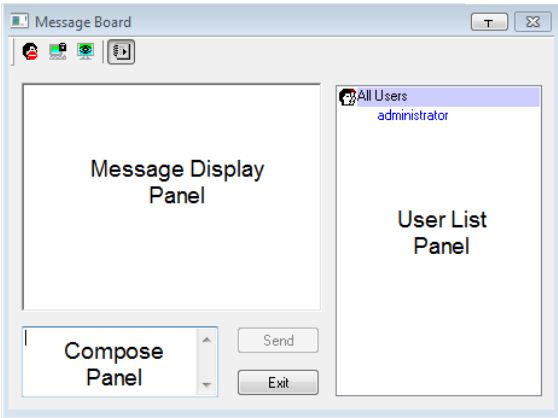 Message Board
T
All Users
administrator
Message Display
Panel
User List
Panel
Compose
Panel
Send
Exit